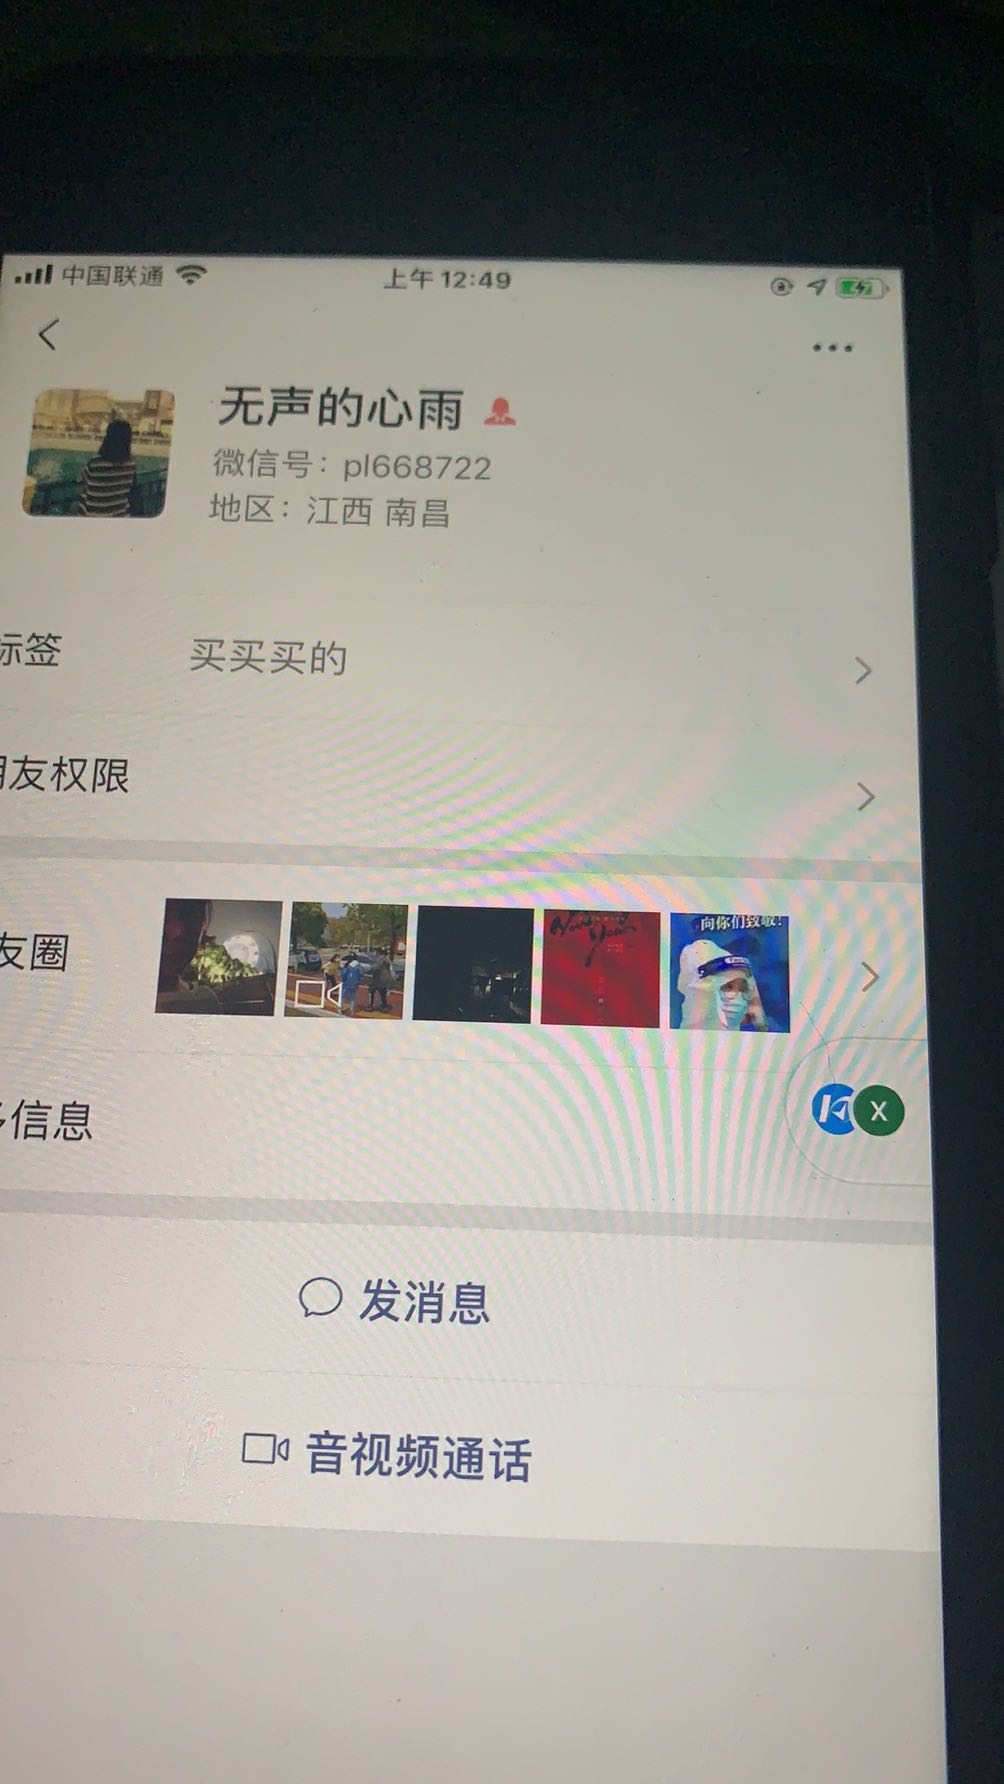 中国联通
上午 12:49
无声的心雨
微信号：pl668722
地区：江西 南昌
标签 买买买的
朋友权限
友圈
向你们致敬!
信息
X
发消息
音视频通话